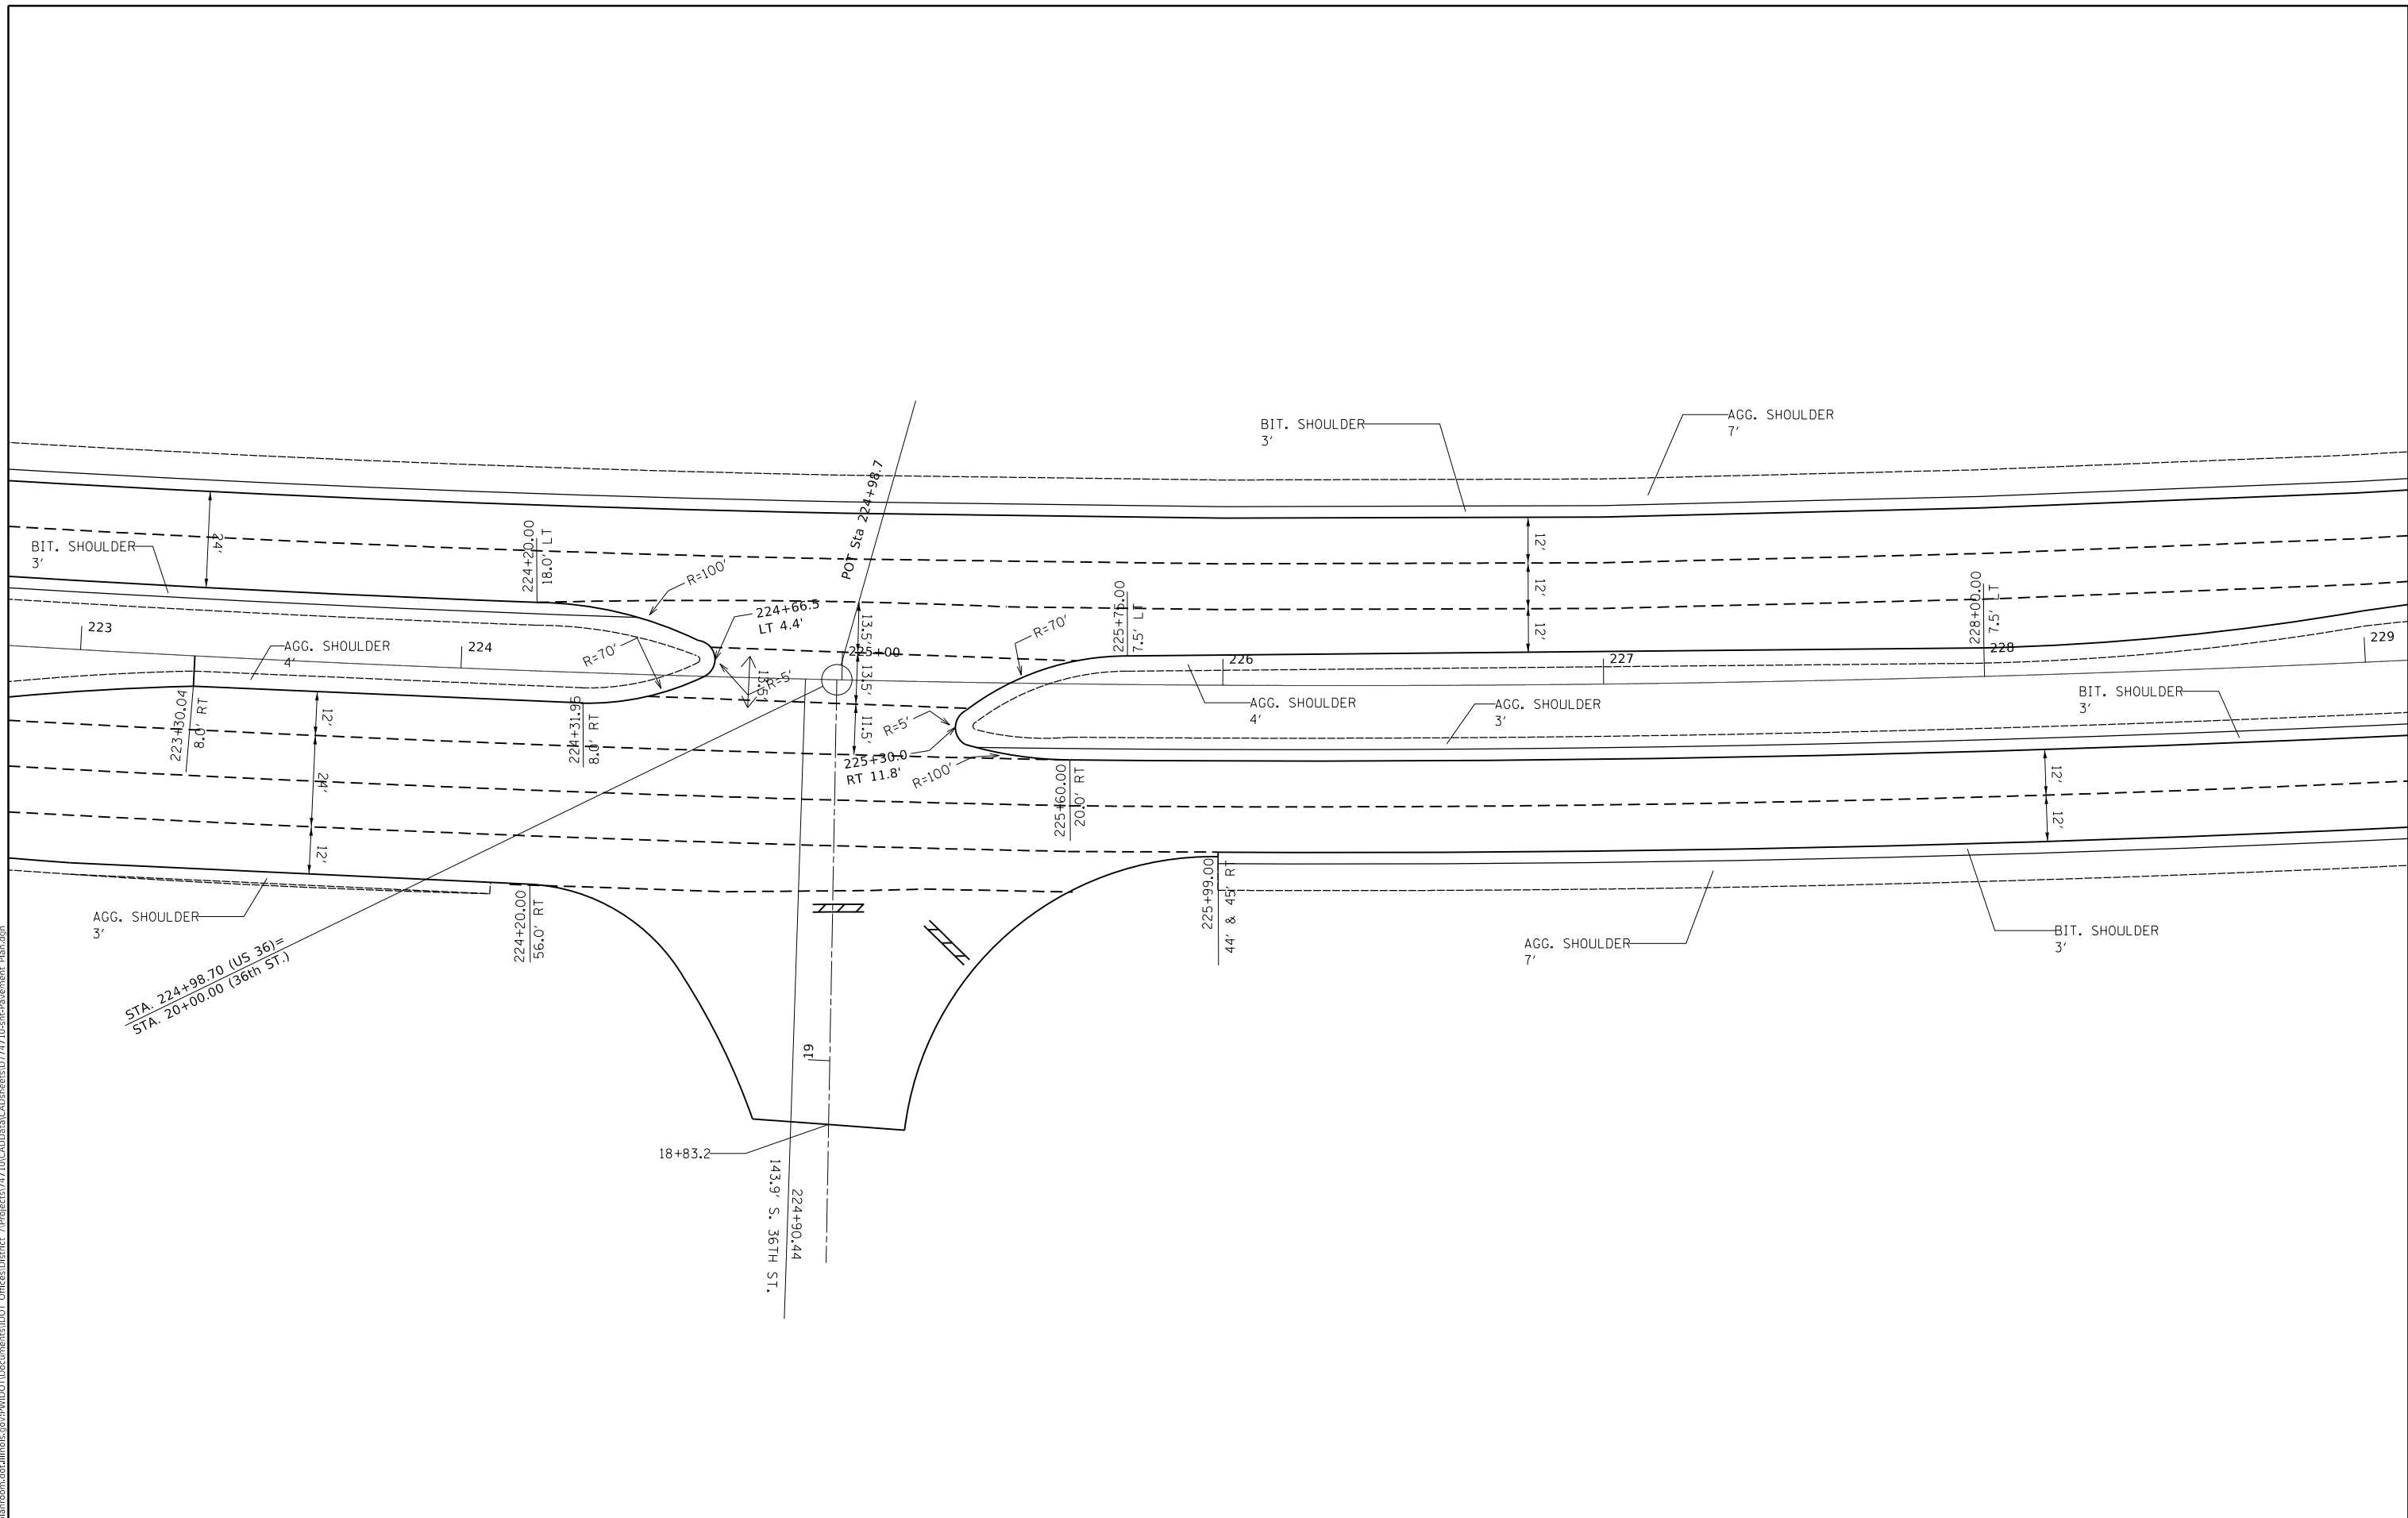 AGG. SHOULDER
7'
BIT. SHOULDER
3'
POT Sta 224+98.7
24'
BIT. SHOULDER
3'
224+20.00
18.0' LT
R=100'
224+66.5
LT 4.4'
12'
12'
12'
225+75.00
7.5' LT
228+00.00
7.5' LT
223
224
225+00
226
227
228
229
AGG. SHOULDER
4'
R=70'
R=70'
13.5'
13.5'
11.5'
R=5'
R=5'
AGG. SHOULDER
4'
AGG. SHOULDER
3'
BIT. SHOULDER
3'
223+30.04
8.0' RT
12'
24'
12'
224+31.95
8.0' RT
225+30.0
RT 11.8'
R=100'
225+60.00
20.0' RT
12'
12'
AGG. SHOULDER
3'
224+20.00
56.0' RT
225+99.00
44' & 45' RT
AGG. SHOULDER
7'
BIT. SHOULDER
3'
STA. 224+98.70 (US 36)=
STA. 20+00.00 (36th ST.)
19
18+83.2
224+90.44
143.9' S. 36TH ST.